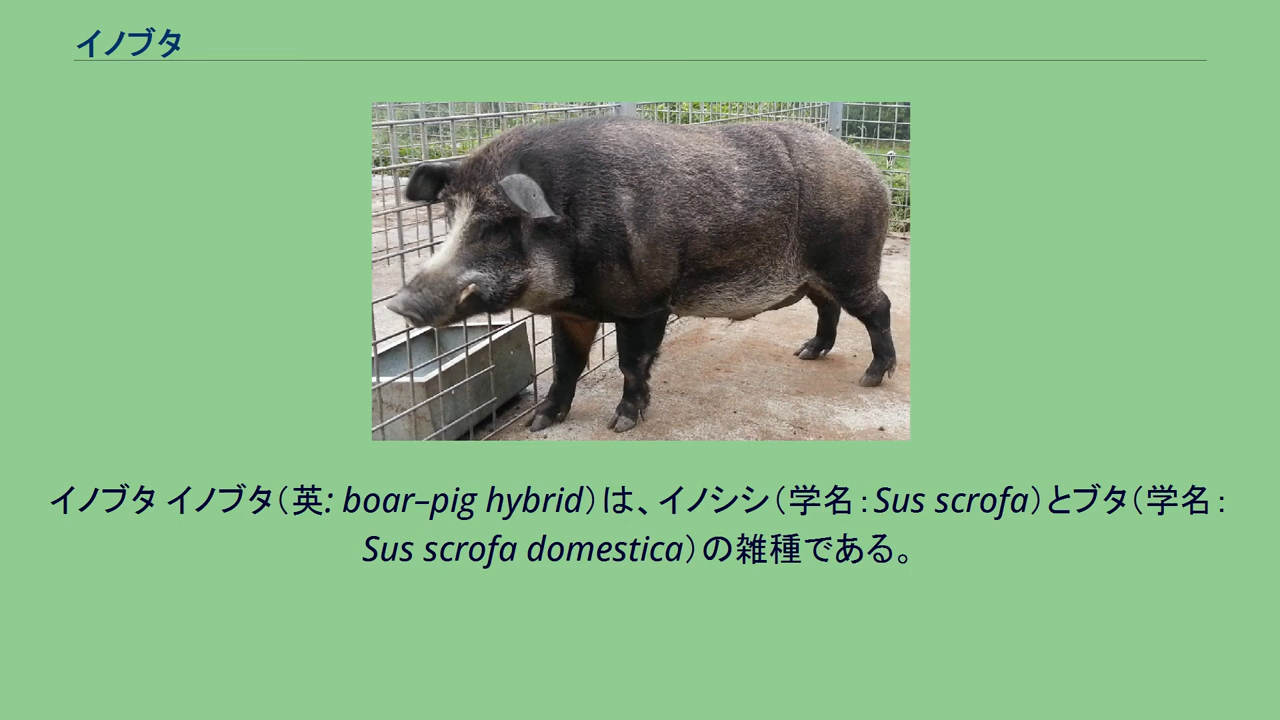 イノブタ
イノブタ イノブタ（英: boar–pig hybrid）は、イノシシ（学名：Sus scrofa）とブタ（学名：
Sus scrofa domestica）の雑種である。